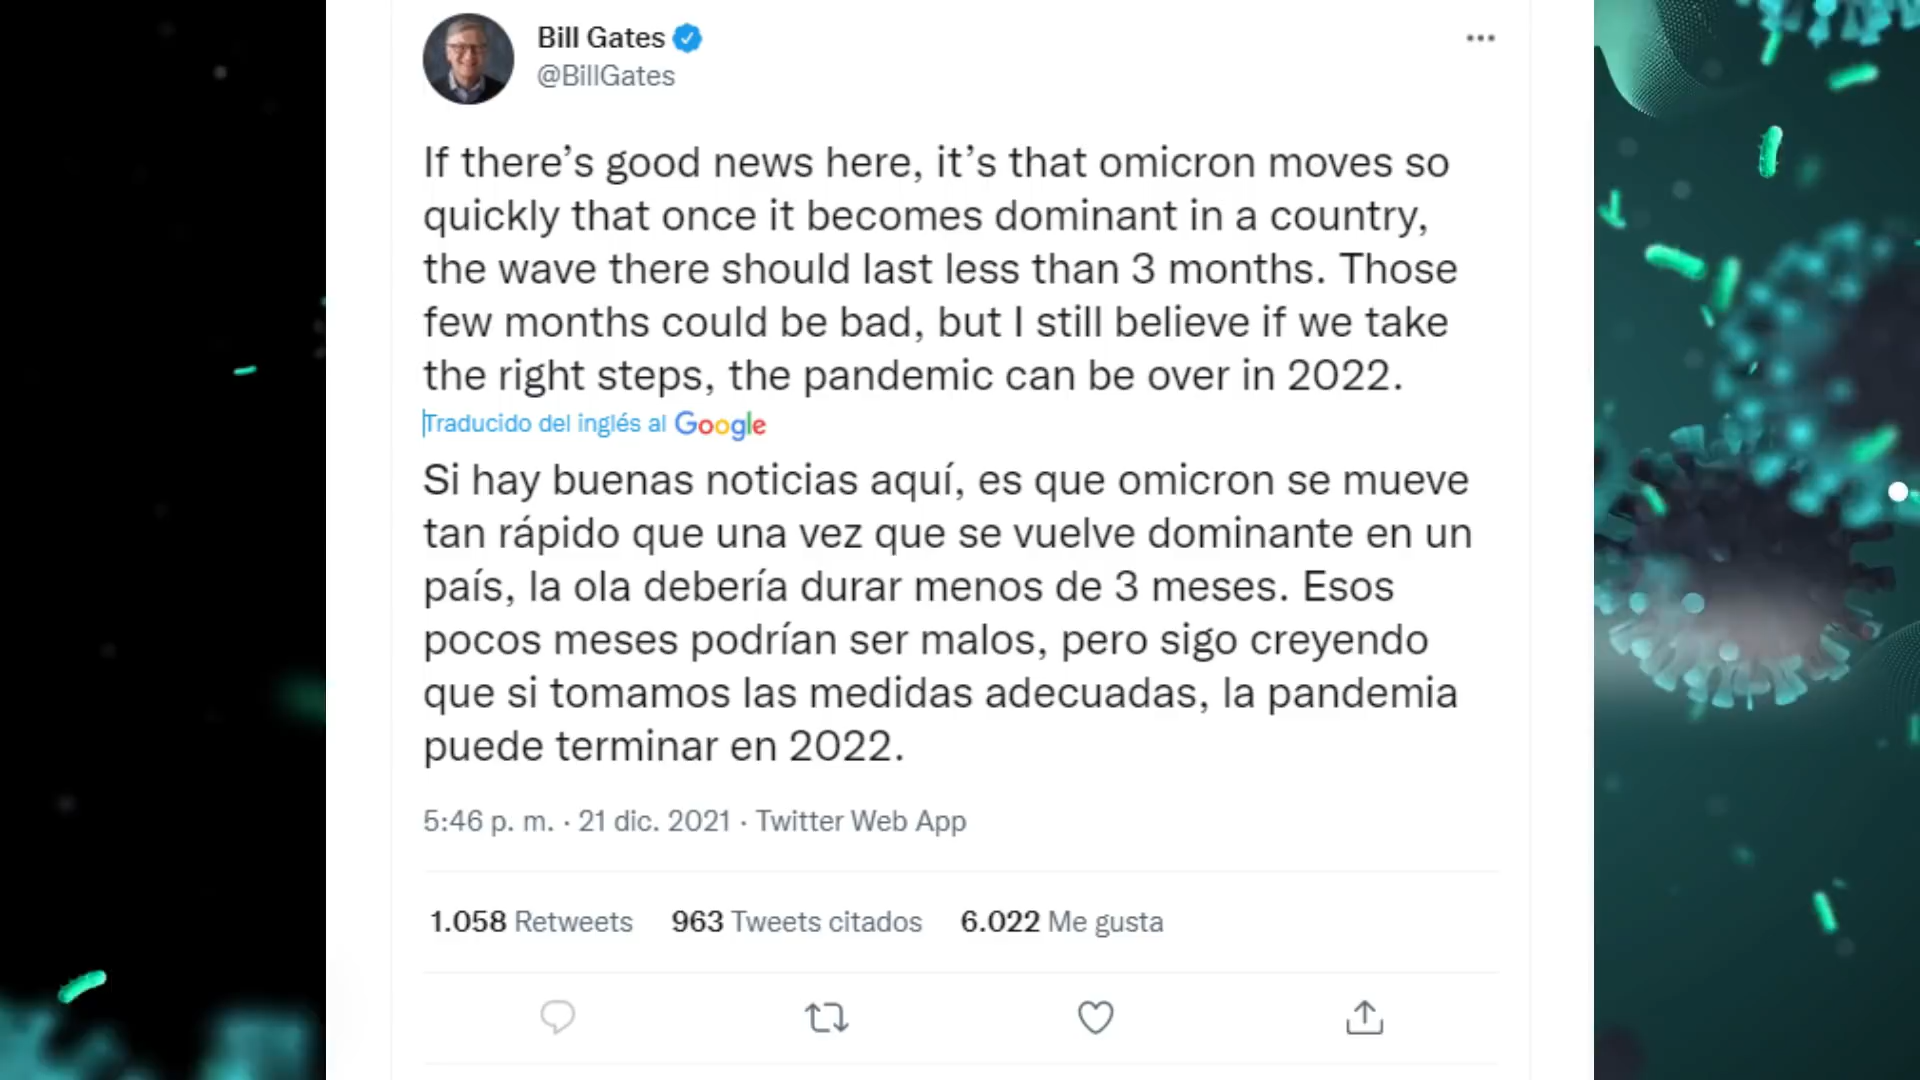 Bill Gates
@BillGates
If there’s good news here, it’s that omicron moves so
quickly that once it becomes dominant in a country,
the wave there should last less than 3 months. Those
few months could be bad, but I still believe if we take
the right steps, the pandemic can be over in 2022.
Traducido del inglés al Google
Si hay buenas noticias aquí, es que omicron se mueve
tan rápido que una vez que se vuelve dominante en un
país, la ola debería durar menos de 3 meses. Esos
pocos meses podrían ser malos, pero sigo creyendo
que si tomamos las medidas adecuadas, la pandemia
puede terminar en 2022.
5:46 p. m. · 21 dic. 2021 · Twitter Web App
1.058 Retweets 963 Tweets citados 6.022 Me gusta